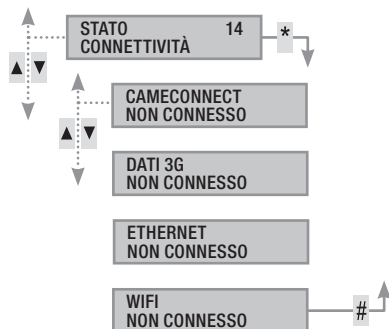 STATO 14
CONNETTIVITÀ
*
▲ ▼
CAMECONNECT
NON CONNESSO
▲ ▼
DATI 3G
NON CONNESSO
ETHERNET
NON CONNESSO
WIFI
NON CONNESSO
#